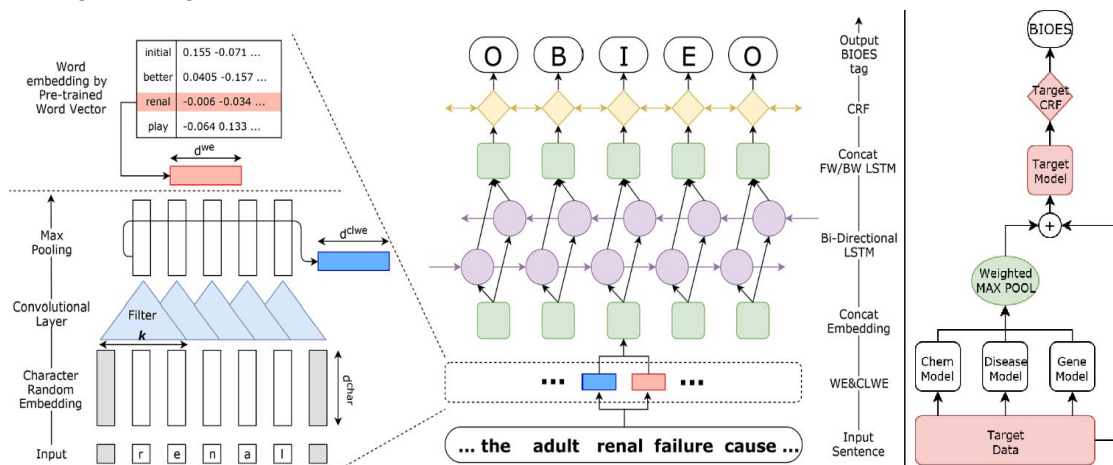 Word
embedding by
Pre-trained
Word Vector
initial 0.155 -0.071 ...
better 0.0405 -0.157 ...
renal -0.006 -0.034 ...
play -0.064 0.133 ...
d^we
Max
Pooling
d^clwe
Convolutional
Layer
Filter
k
Character
Random
Embedding
d^char
Input
r e n a l
O B I E O
... ...
... the adult renal failure cause ...
Output
BIOES
tag
CRF
Concat
FW/BW LSTM
Bi-Directional
LSTM
Concat
Embedding
WE&CLWE
Input
Sentence
BIOES
Target
CRF
Target
Model
+
Weighted
MAX POOL
Chem
Model
Disease
Model
Gene
Model
Target
Data